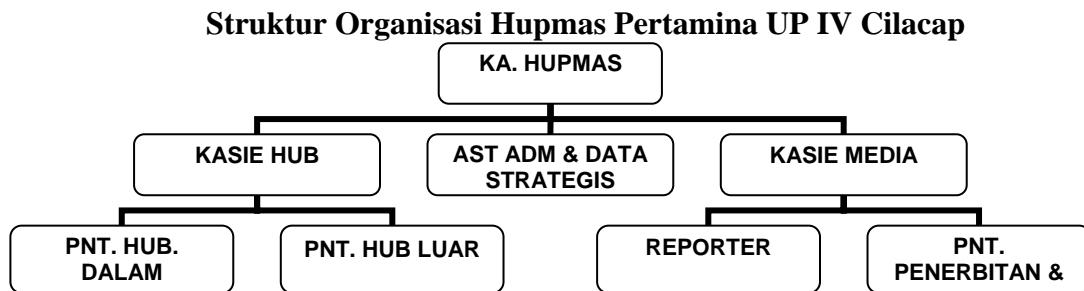 Struktur Organisasi Hupmas Pertamina UP IV Cilacap
KA. HUPMAS
KASIE HUB
AST ADM & DATA
STRATEGIS
KASIE MEDIA
PNT. HUB.
DALAM
PNT. HUB LUAR
REPORTER
PNT.
PENERBITAN &